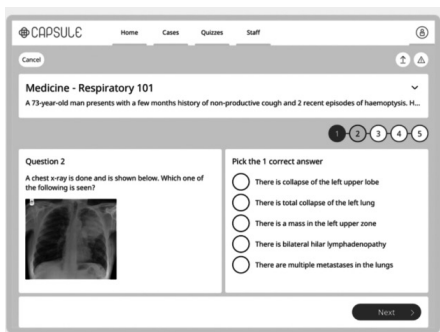 CAPSULE
Home Cases Quizzes Staff
Cancel
Medicine - Respiratory 101
A 73-year-old man presents with a few months history of non-productive cough and 2 recent episodes of haemoptysis. H...
1 2 3 4 5
Question 2
A chest x-ray is done and is shown below. Which one of
the following is seen?
Pick the 1 correct answer
There is collapse of the left upper lobe
There is total collapse of the left lung
There is a mass in the left upper zone
There is bilateral hilar lymphadenopathy
There are multiple metastases in the lungs
Next